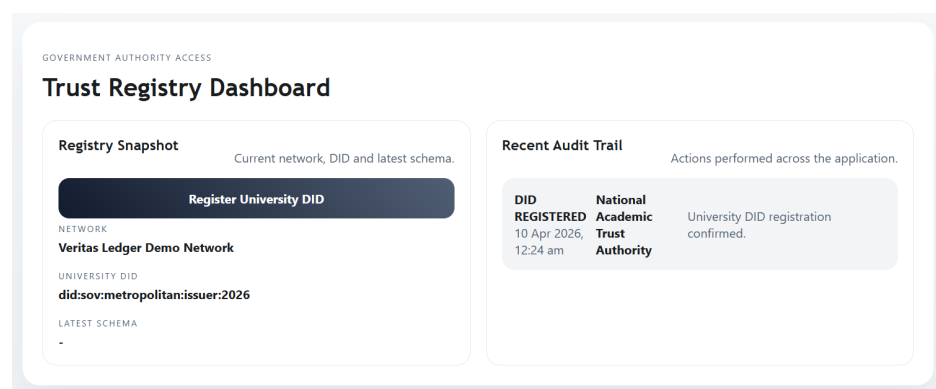 GOVERNMENT AUTHORITY ACCESS
Trust Registry Dashboard
Registry Snapshot
Current network, DID and latest schema.
Register University DID
NETWORK
Veritas Ledger Demo Network
UNIVERSITY DID
did:sov:metropolitan:issuer:2026
LATEST SCHEMA
-
Recent Audit Trail
Actions performed across the application.
DID
REGISTERED
10 Apr 2026,
12:24 am
National
Academic
Trust
Authority
University DID registration
confirmed.